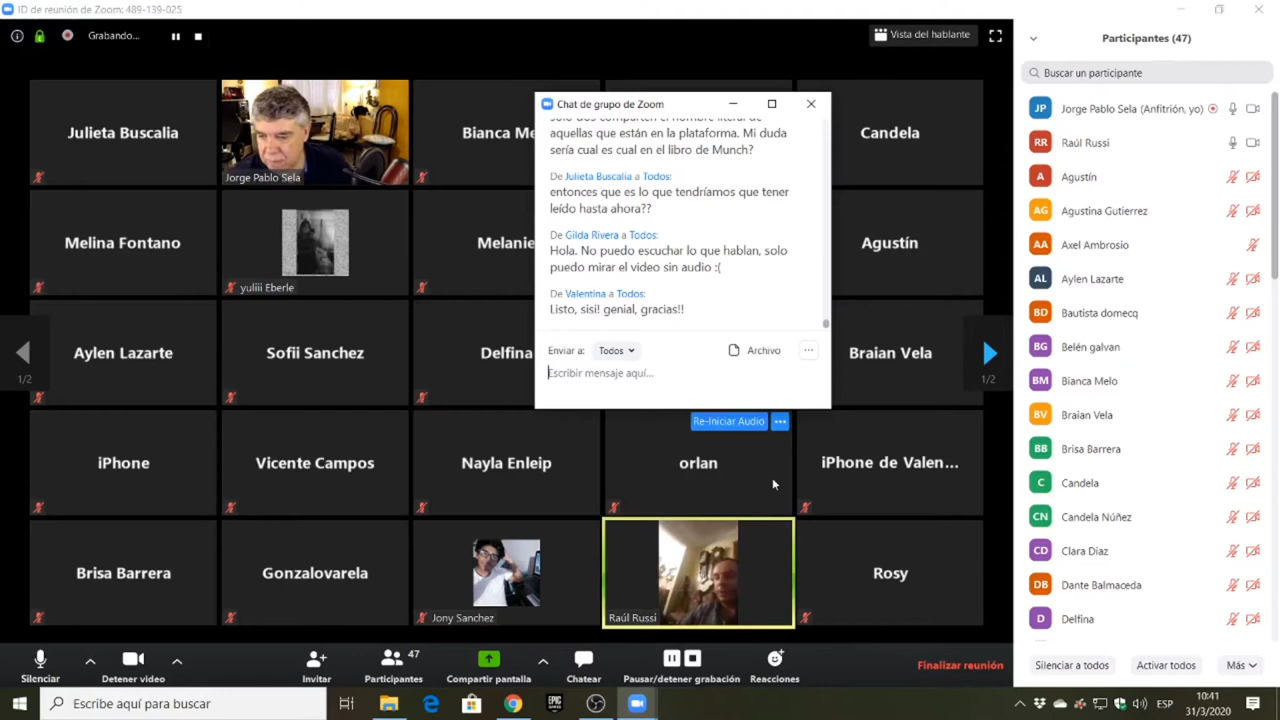 ID de reunión de Zoom: 489-139-025
Grabando...
Vista del hablante
Julieta Buscalia
Jorge Pablo Sela
Bianca Me
Candela
Melina Fontano
yuliii Eberle
Melanie
Agustín
Aylen Lazarte
Sofii Sanchez
Delfina
Braian Vela
1/2
1/2
iPhone
Vicente Campos
Nayla Enleip
orlan
iPhone de Valen...
Re-Iniciar Audio
Brisa Barrera
Gonzalovarela
Jony Sanchez
Raúl Russi
Rosy
Chat de grupo de Zoom
aquellas que están en la plataforma. Mi duda
sería cual es cual en el libro de Munch?
De Julieta Buscalia a Todos:
entonces que es lo que tendríamos que tener
leído hasta ahora??
De Gilda Rivera a Todos:
Hola. No puedo escuchar lo que hablan, solo
puedo mirar el video sin audio :(
De Valentina a Todos:
Listo, sisi! genial, gracias!!
Enviar a: Todos
Archivo
Escribir mensaje aquí...
Participantes (47)
Buscar un participante
JP Jorge Pablo Sela (Anfitrión, yo)
RR Raúl Russi
A Agustín
AG Agustina Gutierrez
AA Axel Ambrosio
AL Aylen Lazarte
BD Bautista domecq
BG Belén galvan
BM Bianca Melo
BV Braian Vela
BB Brisa Barrera
C Candela
CN Candela Núñez
CD Clara Diaz
DB Dante Balmaceda
D Delfina
Silenciar a todos
Activar todos
Más
Silenciar
Detener video
Invitar
47
Participantes
Compartir pantalla
Chatear
Pausar/detener grabación
Reacciones
Finalizar reunión
Escribe aquí para buscar
EPIC GAMES
ESP
10:41
31/3/2020